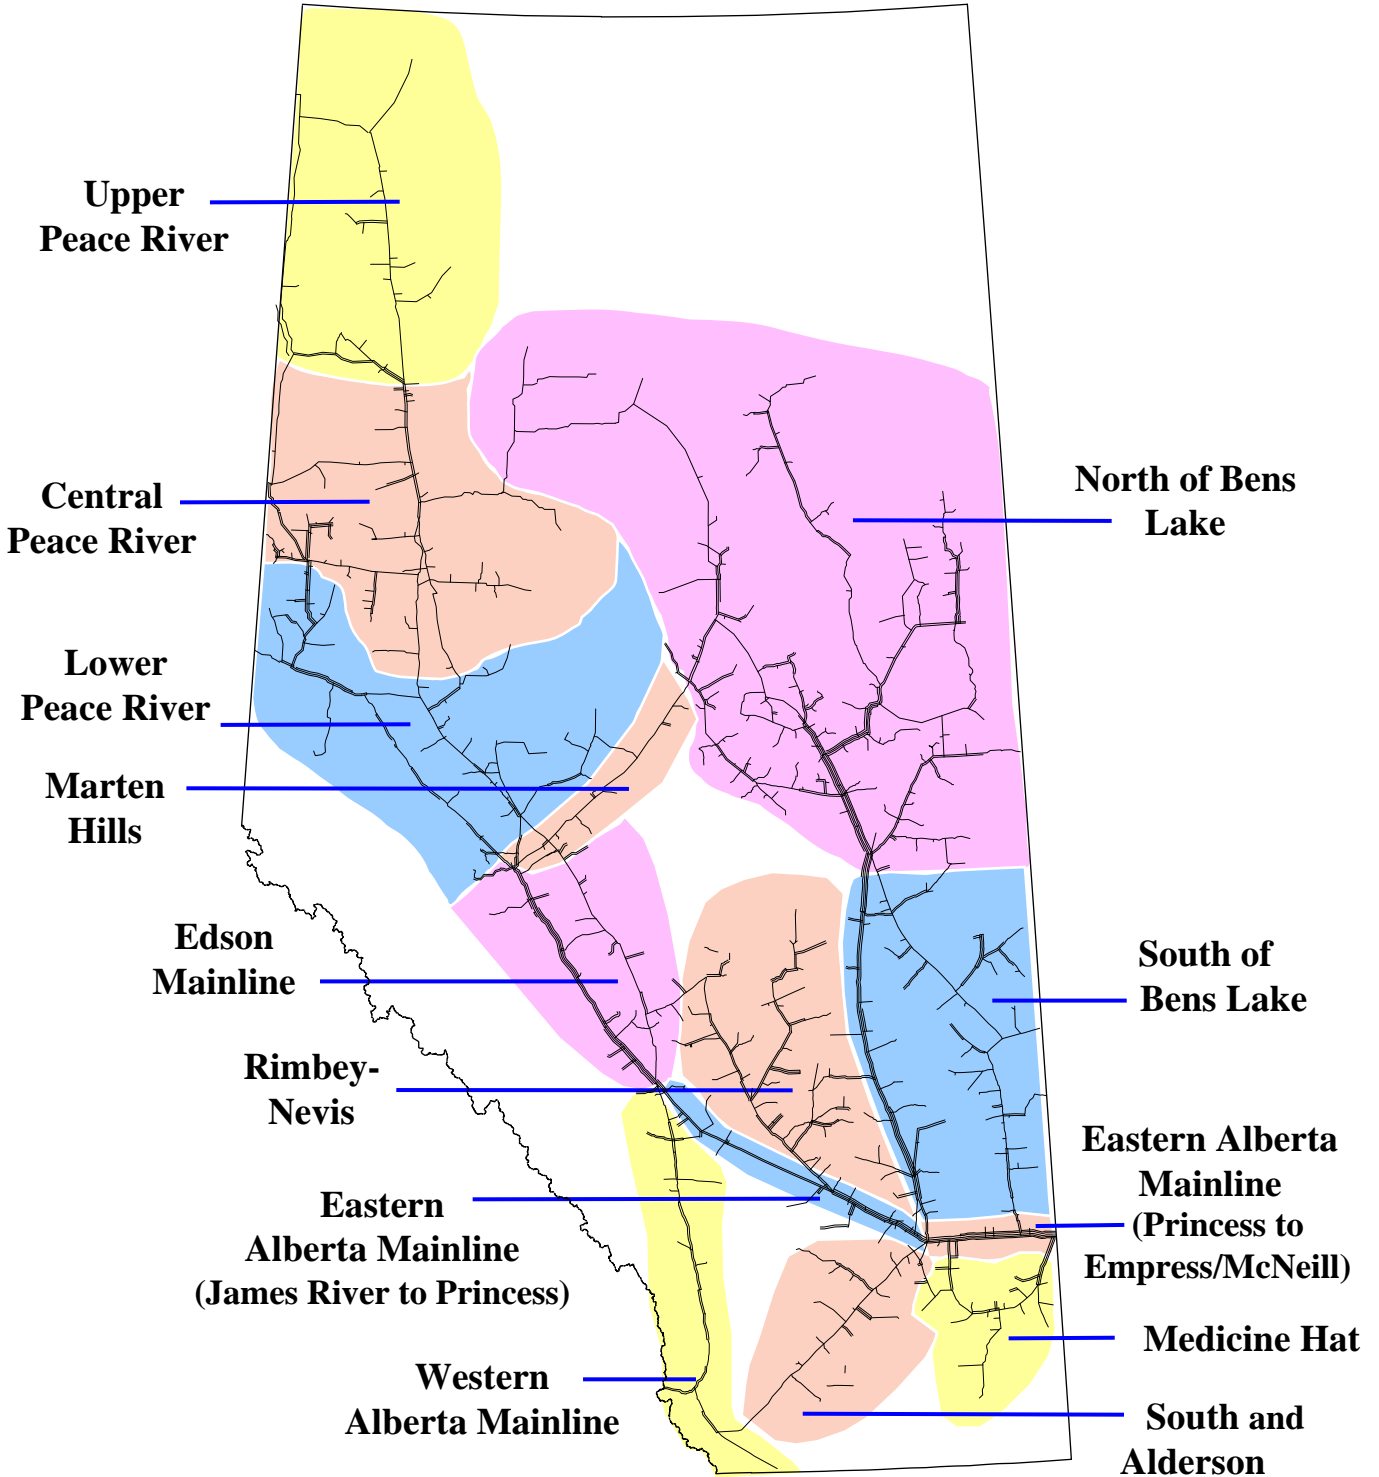 Upper
Peace River
Central
Peace River
North of Bens
Lake
Lower
Peace River
Marten
Hills
Edson
Mainline
South of
Bens Lake
Rimbey-
Nevis
Eastern Alberta
Mainline
(Princess to
Empress/McNeill)
Eastern
Alberta Mainline
(James River to Princess)
Medicine Hat
Western
Alberta Mainline
South and
Alderson